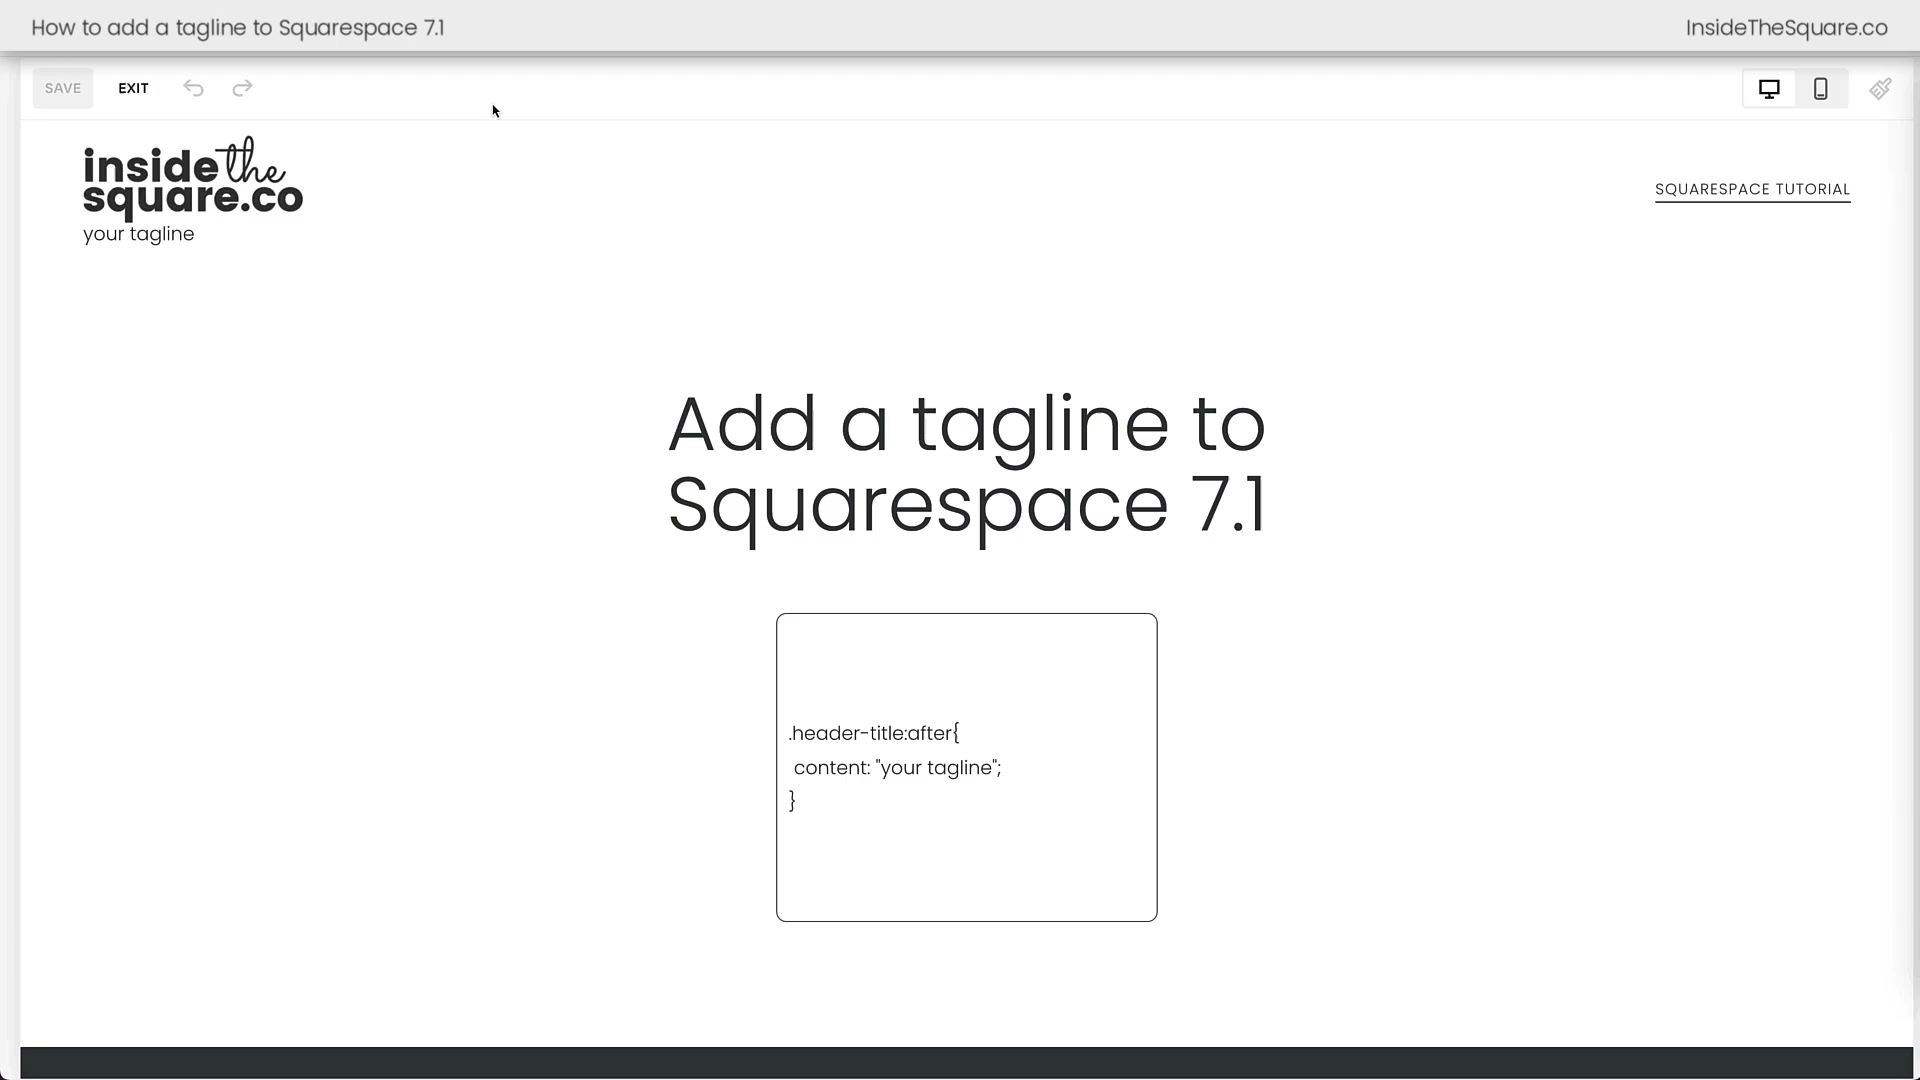 How to add a tagline to Squarespace 7.1
InsideTheSquare.co
SAVE
EXIT
inside the
square.co
your tagline
SQUARESPACE TUTORIAL
Add a tagline to
Squarespace 7.1
.header-title:after{
content: "your tagline";
}